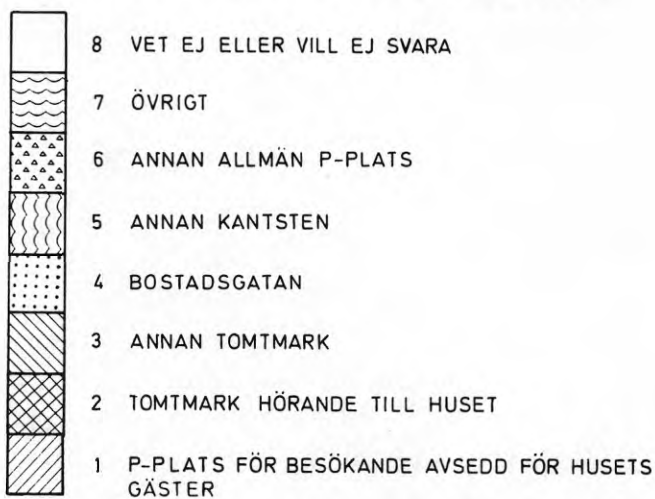 8 VET EJ ELLER VILL EJ SVARA
7 ÖVRIGT
6 ANNAN ALLMÄN P-PLATS
5 ANNAN KANTSTEN
4 BOSTADSGATAN
3 ANNAN TOMTMARK
2 TOMTMARK HÖRANDE TILL HUSET
1 P-PLATS FÖR BESÖKANDE AVSEDD FÖR HUSETS
GÄSTER